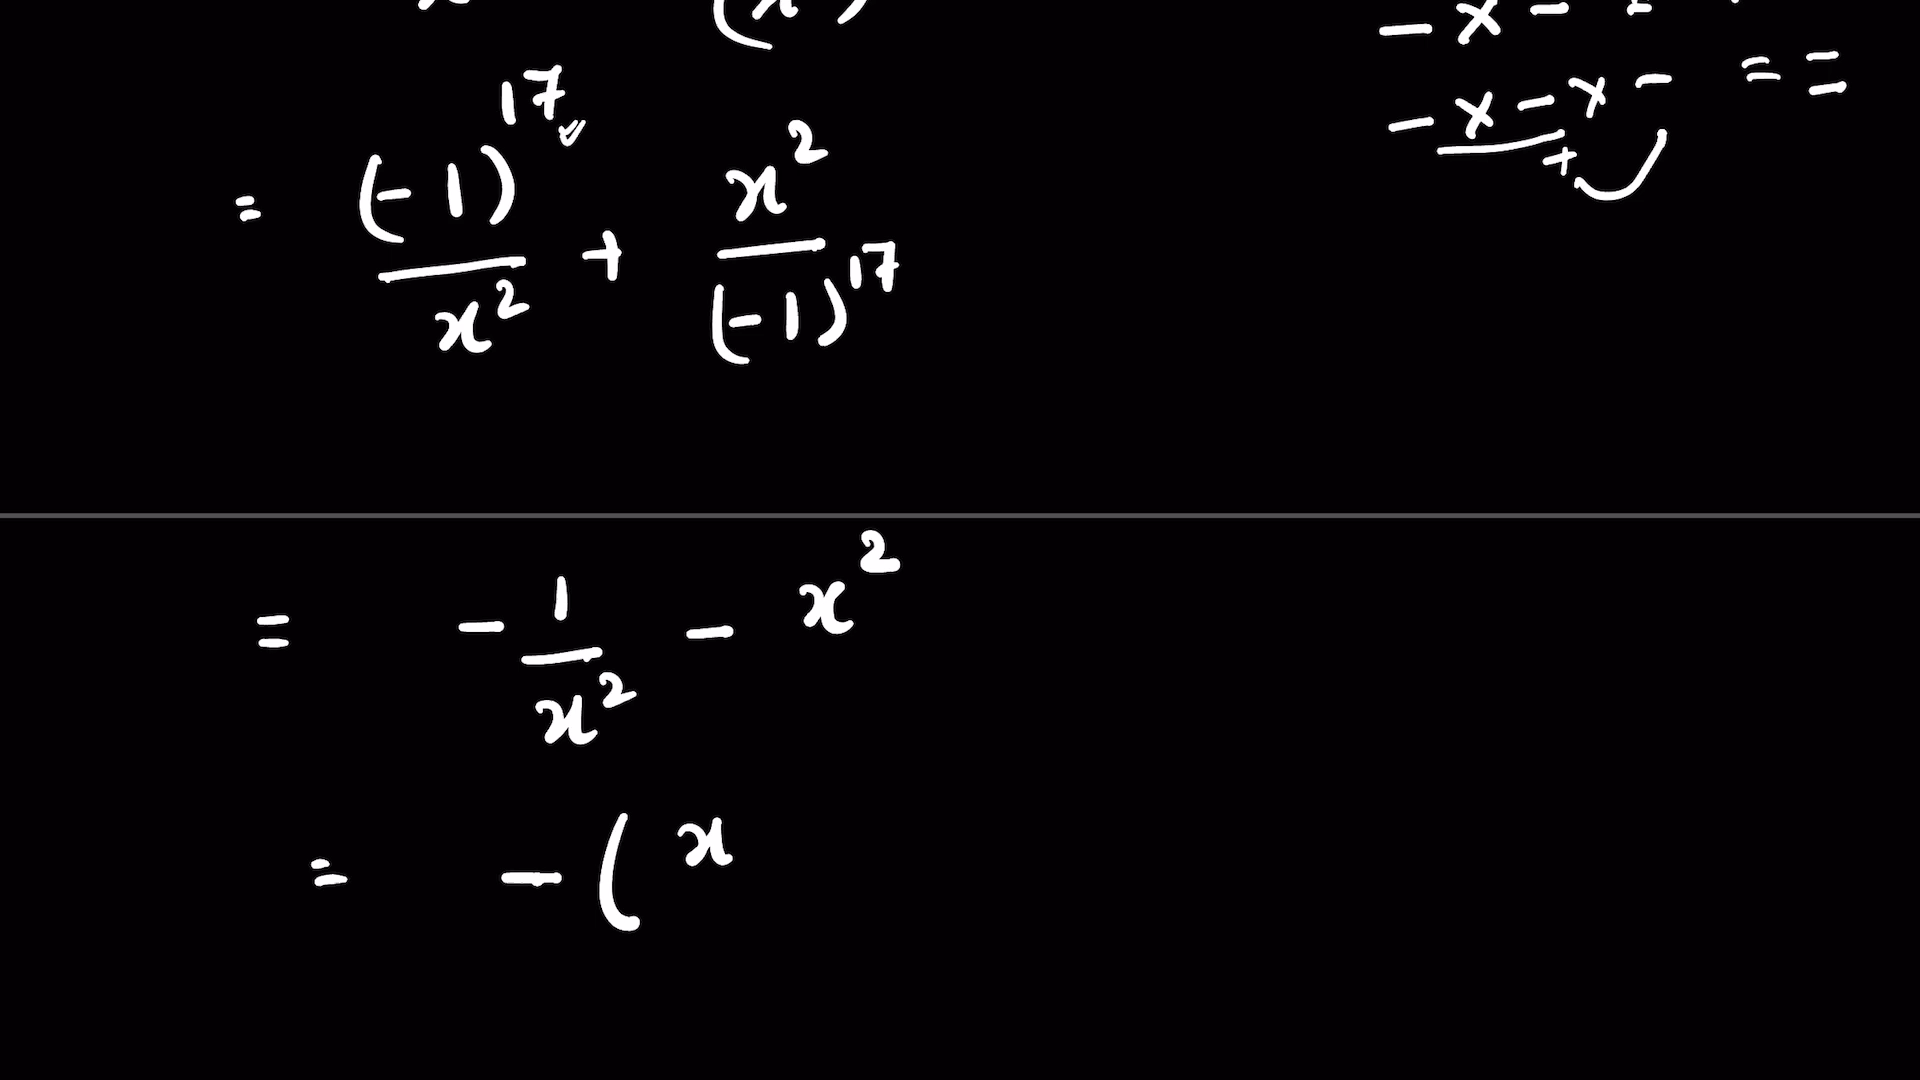 - x -
- x - x - = =
+
= (-1)^17 / x^2 + x^2 / (-1)^17
= - 1 / x^2 - x^2
= - ( x